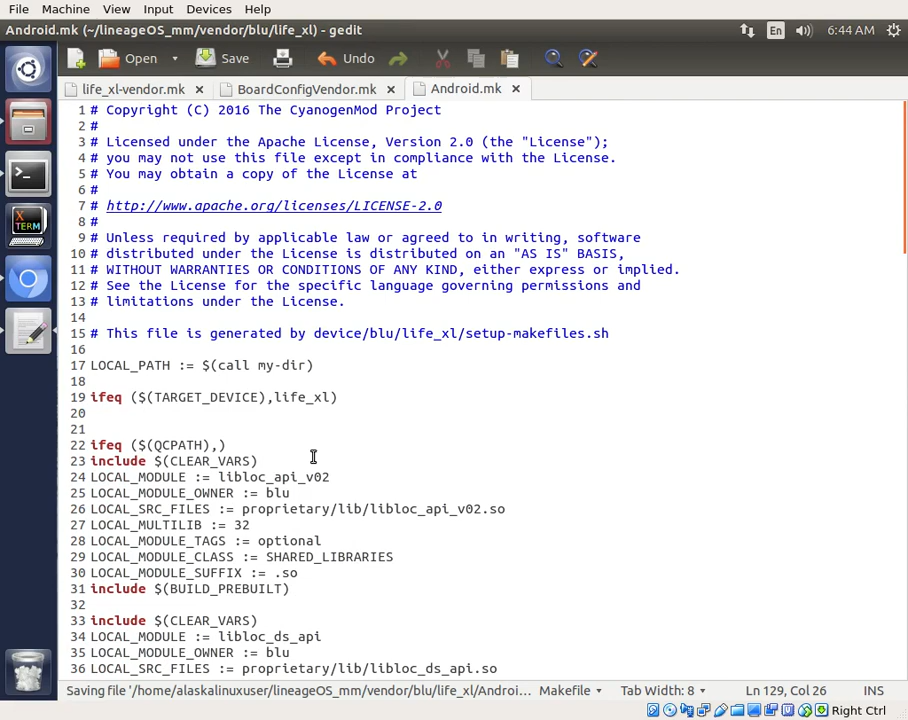 File Machine View Input Devices Help
Android.mk (~/lineageOS_mm/vendor/blu/life_xl) - gedit
En 6:44 AM
Open Save Undo
life_xl-vendor.mk × BoardConfigVendor.mk × Android.mk ×
1 # Copyright (C) 2016 The CyanogenMod Project
2 #
3 # Licensed under the Apache License, Version 2.0 (the "License");
4 # you may not use this file except in compliance with the License.
5 # You may obtain a copy of the License at
6 #
7 # http://www.apache.org/licenses/LICENSE-2.0
8 #
9 # Unless required by applicable law or agreed to in writing, software
10 # distributed under the License is distributed on an "AS IS" BASIS,
11 # WITHOUT WARRANTIES OR CONDITIONS OF ANY KIND, either express or implied.
12 # See the License for the specific language governing permissions and
13 # limitations under the License.
14
15 # This file is generated by device/blu/life_xl/setup-makefiles.sh
16
17 LOCAL_PATH := $(call my-dir)
18
19 ifeq ($(TARGET_DEVICE),life_xl)
20
21
22 ifeq ($(QCPATH),)
23 include $(CLEAR_VARS)
24 LOCAL_MODULE := libloc_api_v02
25 LOCAL_MODULE_OWNER := blu
26 LOCAL_SRC_FILES := proprietary/lib/libloc_api_v02.so
27 LOCAL_MULTILIB := 32
28 LOCAL_MODULE_TAGS := optional
29 LOCAL_MODULE_CLASS := SHARED_LIBRARIES
30 LOCAL_MODULE_SUFFIX := .so
31 include $(BUILD_PREBUILT)
32
33 include $(CLEAR_VARS)
34 LOCAL_MODULE := libloc_ds_api
35 LOCAL_MODULE_OWNER := blu
36 LOCAL_SRC_FILES := proprietary/lib/libloc_ds_api.so
Saving file '/home/alaskalinuxuser/lineageOS_mm/vendor/blu/life_xl/Androi... Makefile Tab Width: 8 Ln 129, Col 26 INS
Right Ctrl
XTERM